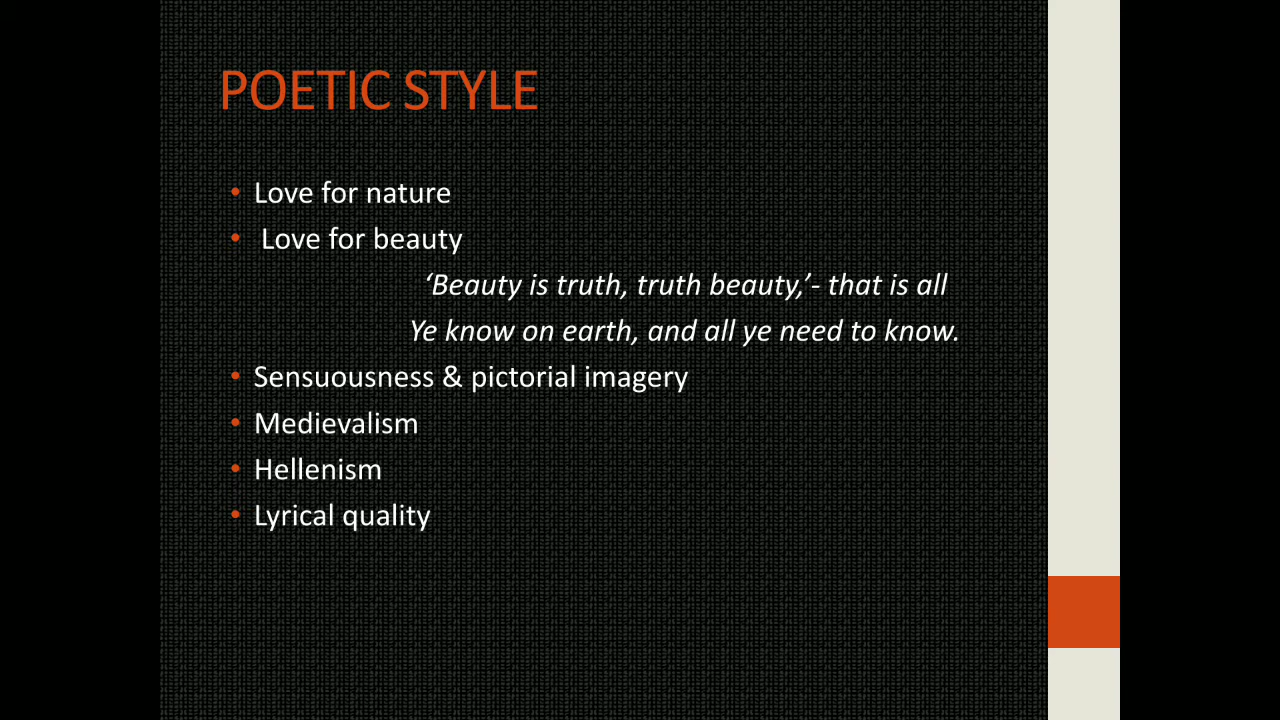 POETIC STYLE
• Love for nature
• Love for beauty
‘Beauty is truth, truth beauty,’- that is all
Ye know on earth, and all ye need to know.
• Sensuousness & pictorial imagery
• Medievalism
• Hellenism
• Lyrical quality